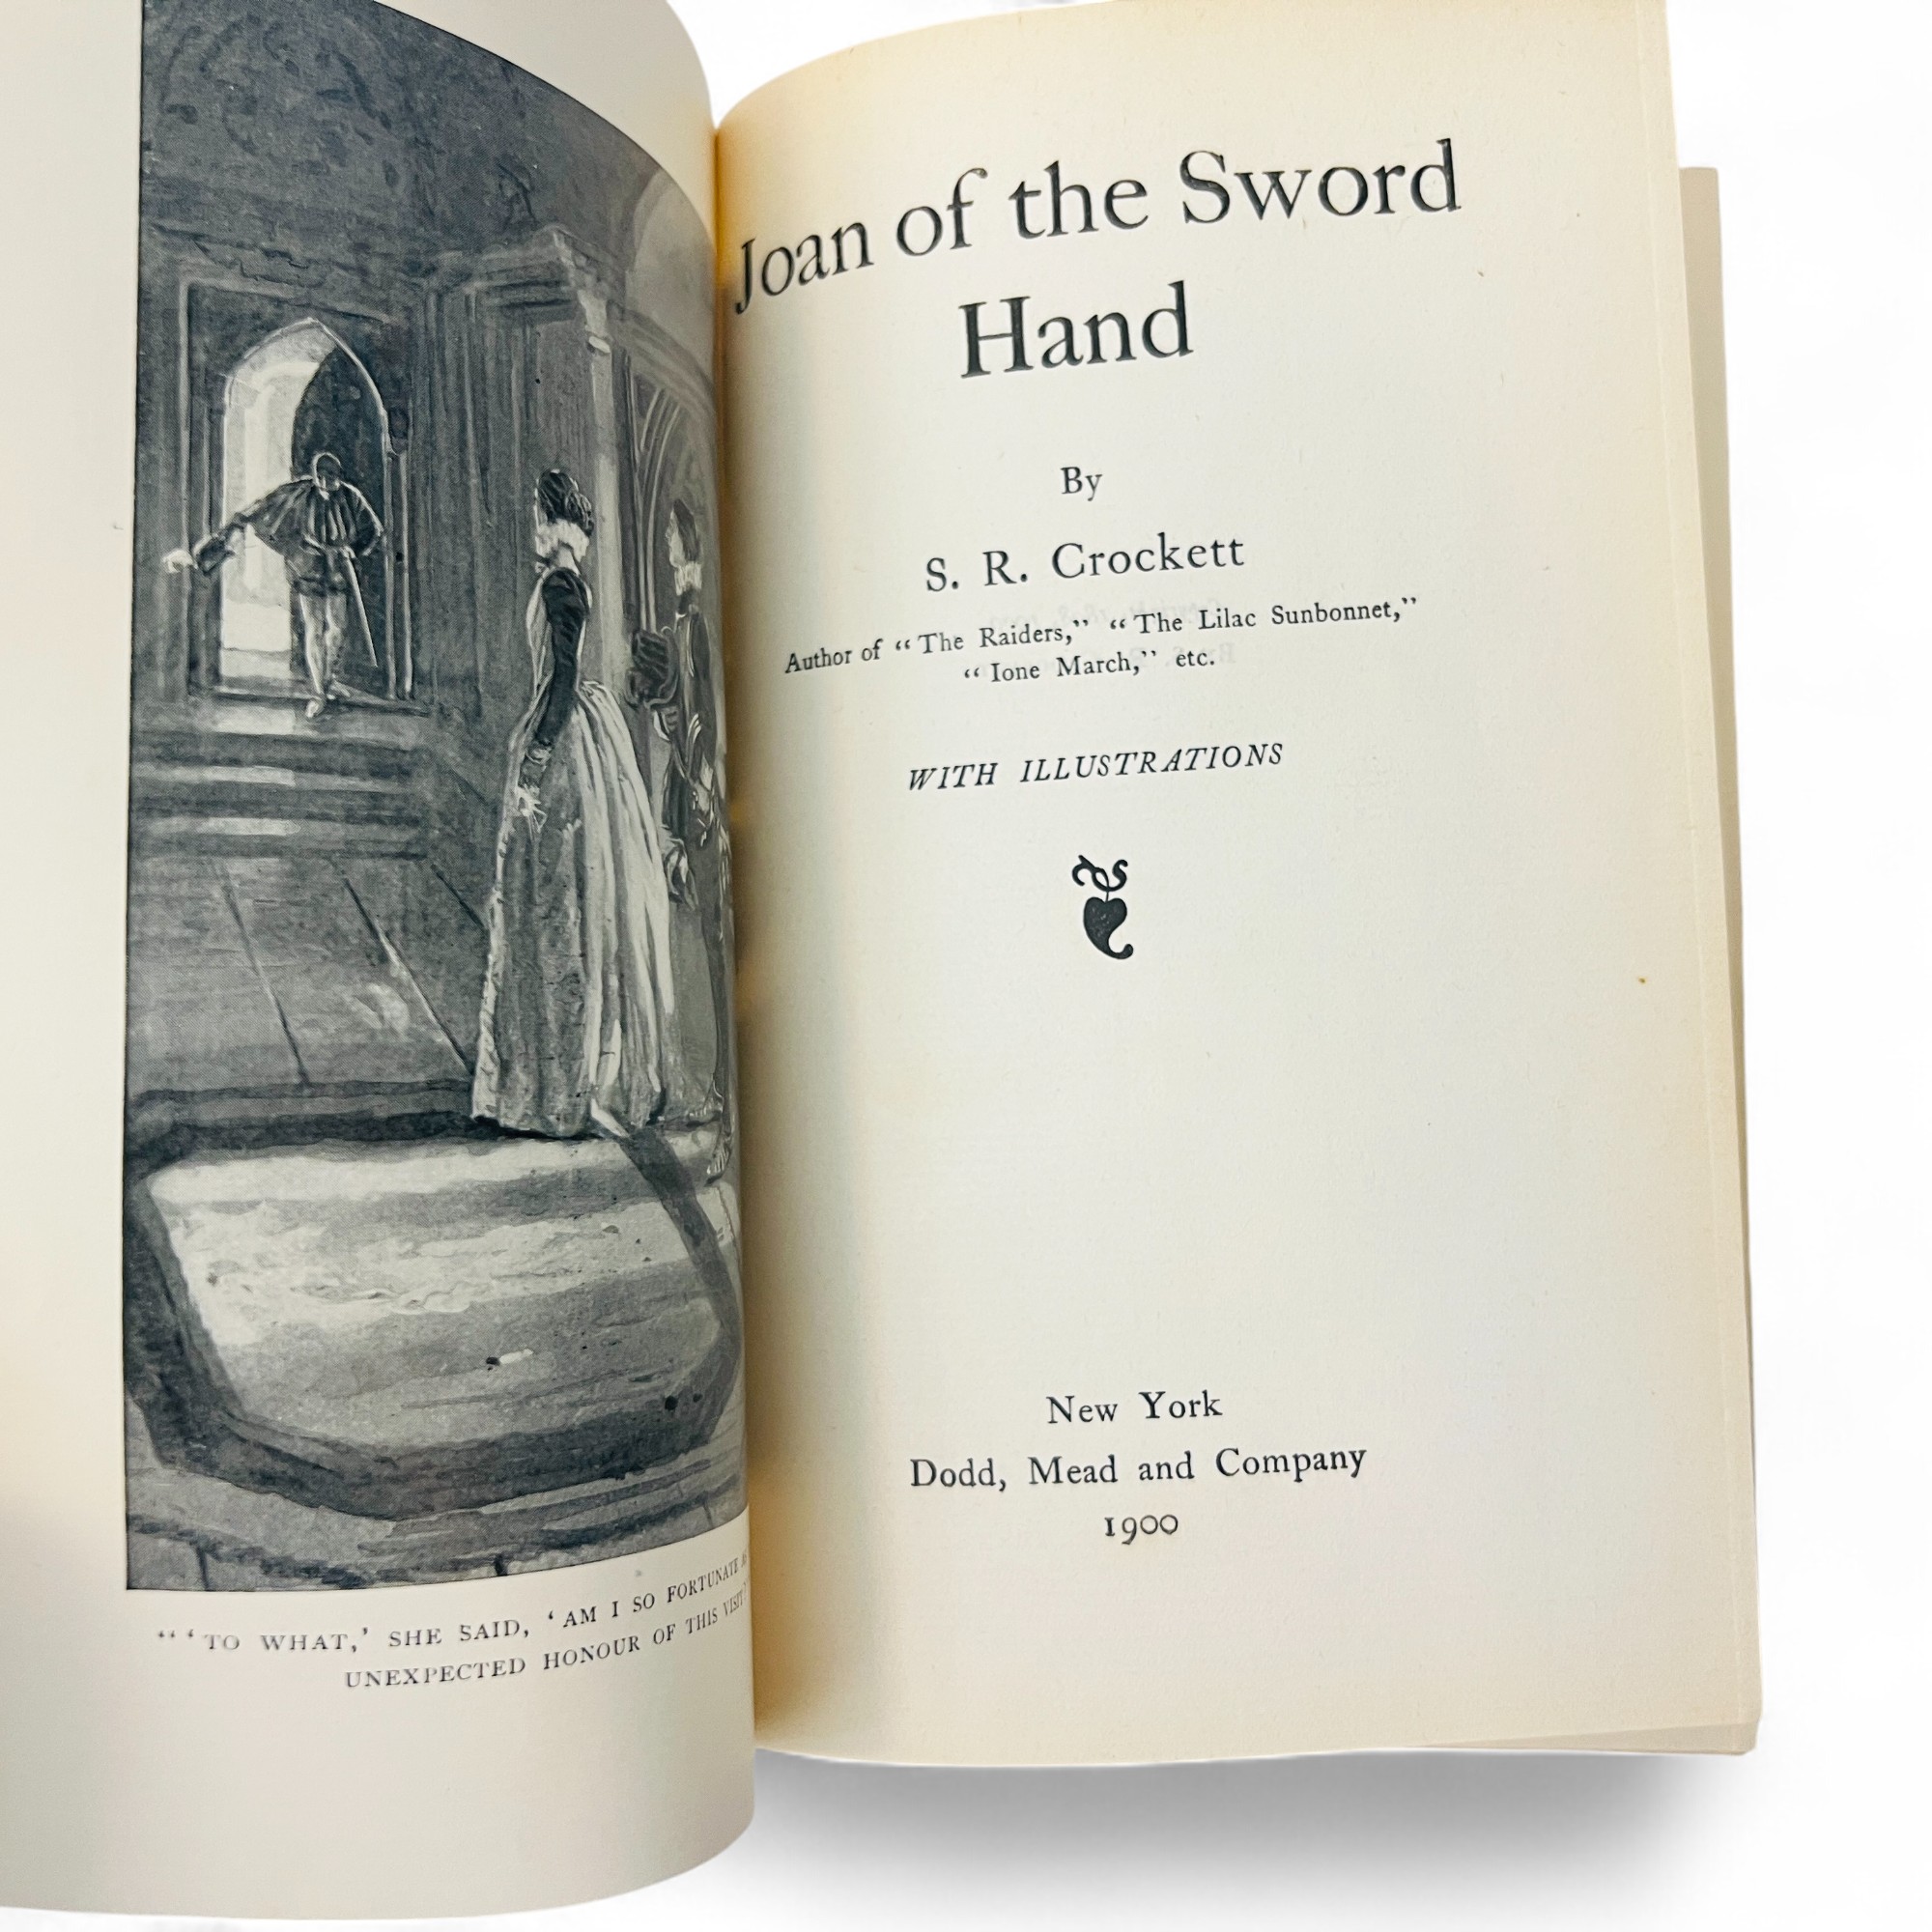 "'TO WHAT,' SHE SAID, 'AM I SO FORTUNATE
UNEXPECTED HONOUR OF THIS VISIT
Joan of the Sword
Hand
By
S. R. Crockett
Author of "The Raiders," "The Lilac Sunbonnet,"
"Ione March," etc.
WITH ILLUSTRATIONS
New York
Dodd, Mead and Company
1900